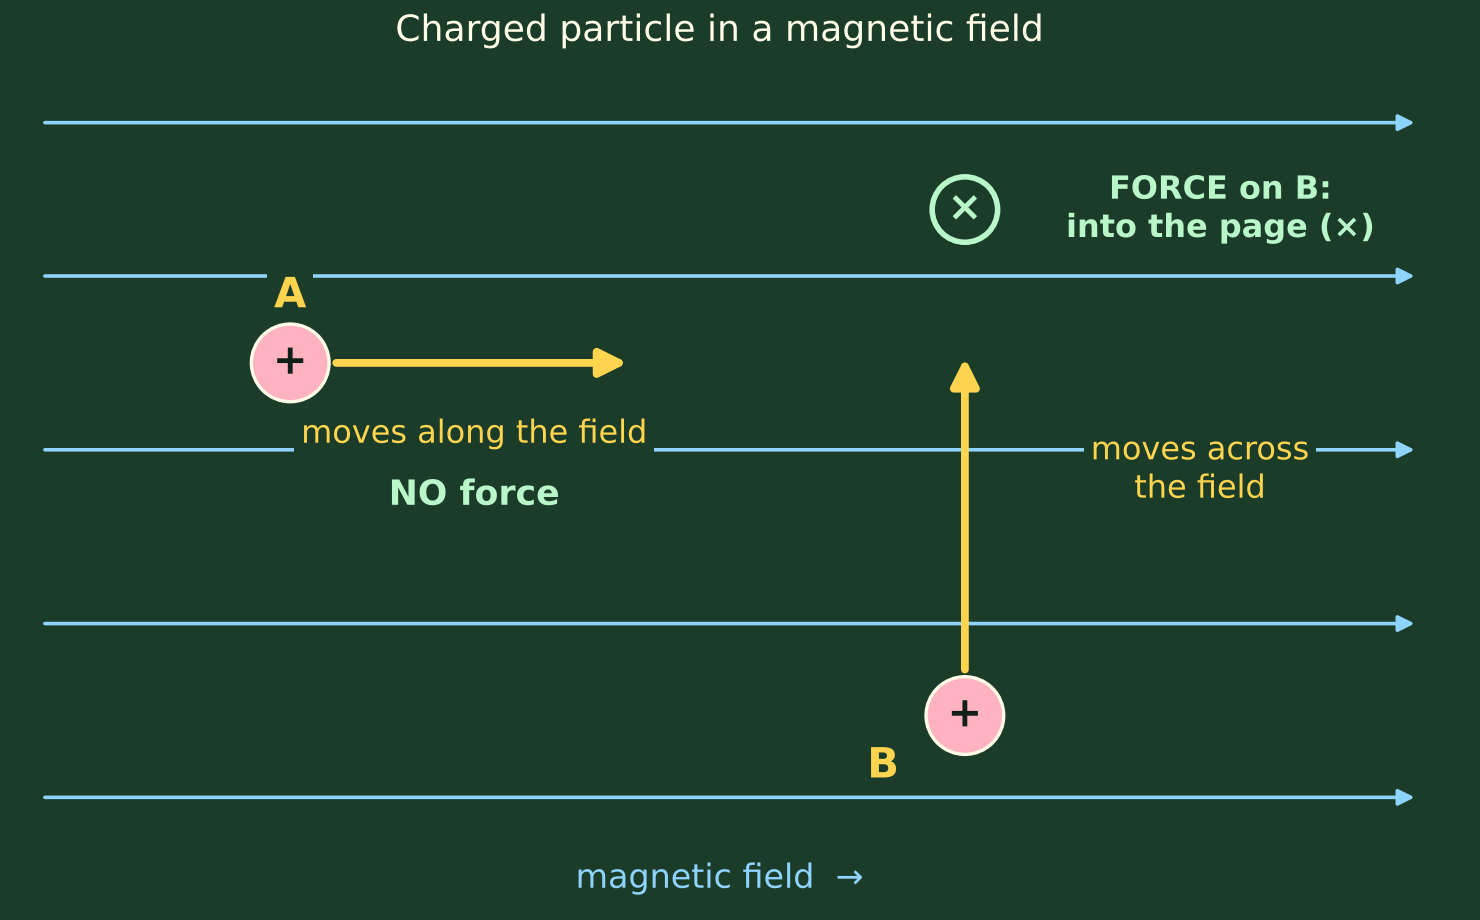 Charged particle in a magnetic field
×
FORCE on B:
into the page (×)
A
+
moves along the field
NO force
moves across
the field
+
B
magnetic field →